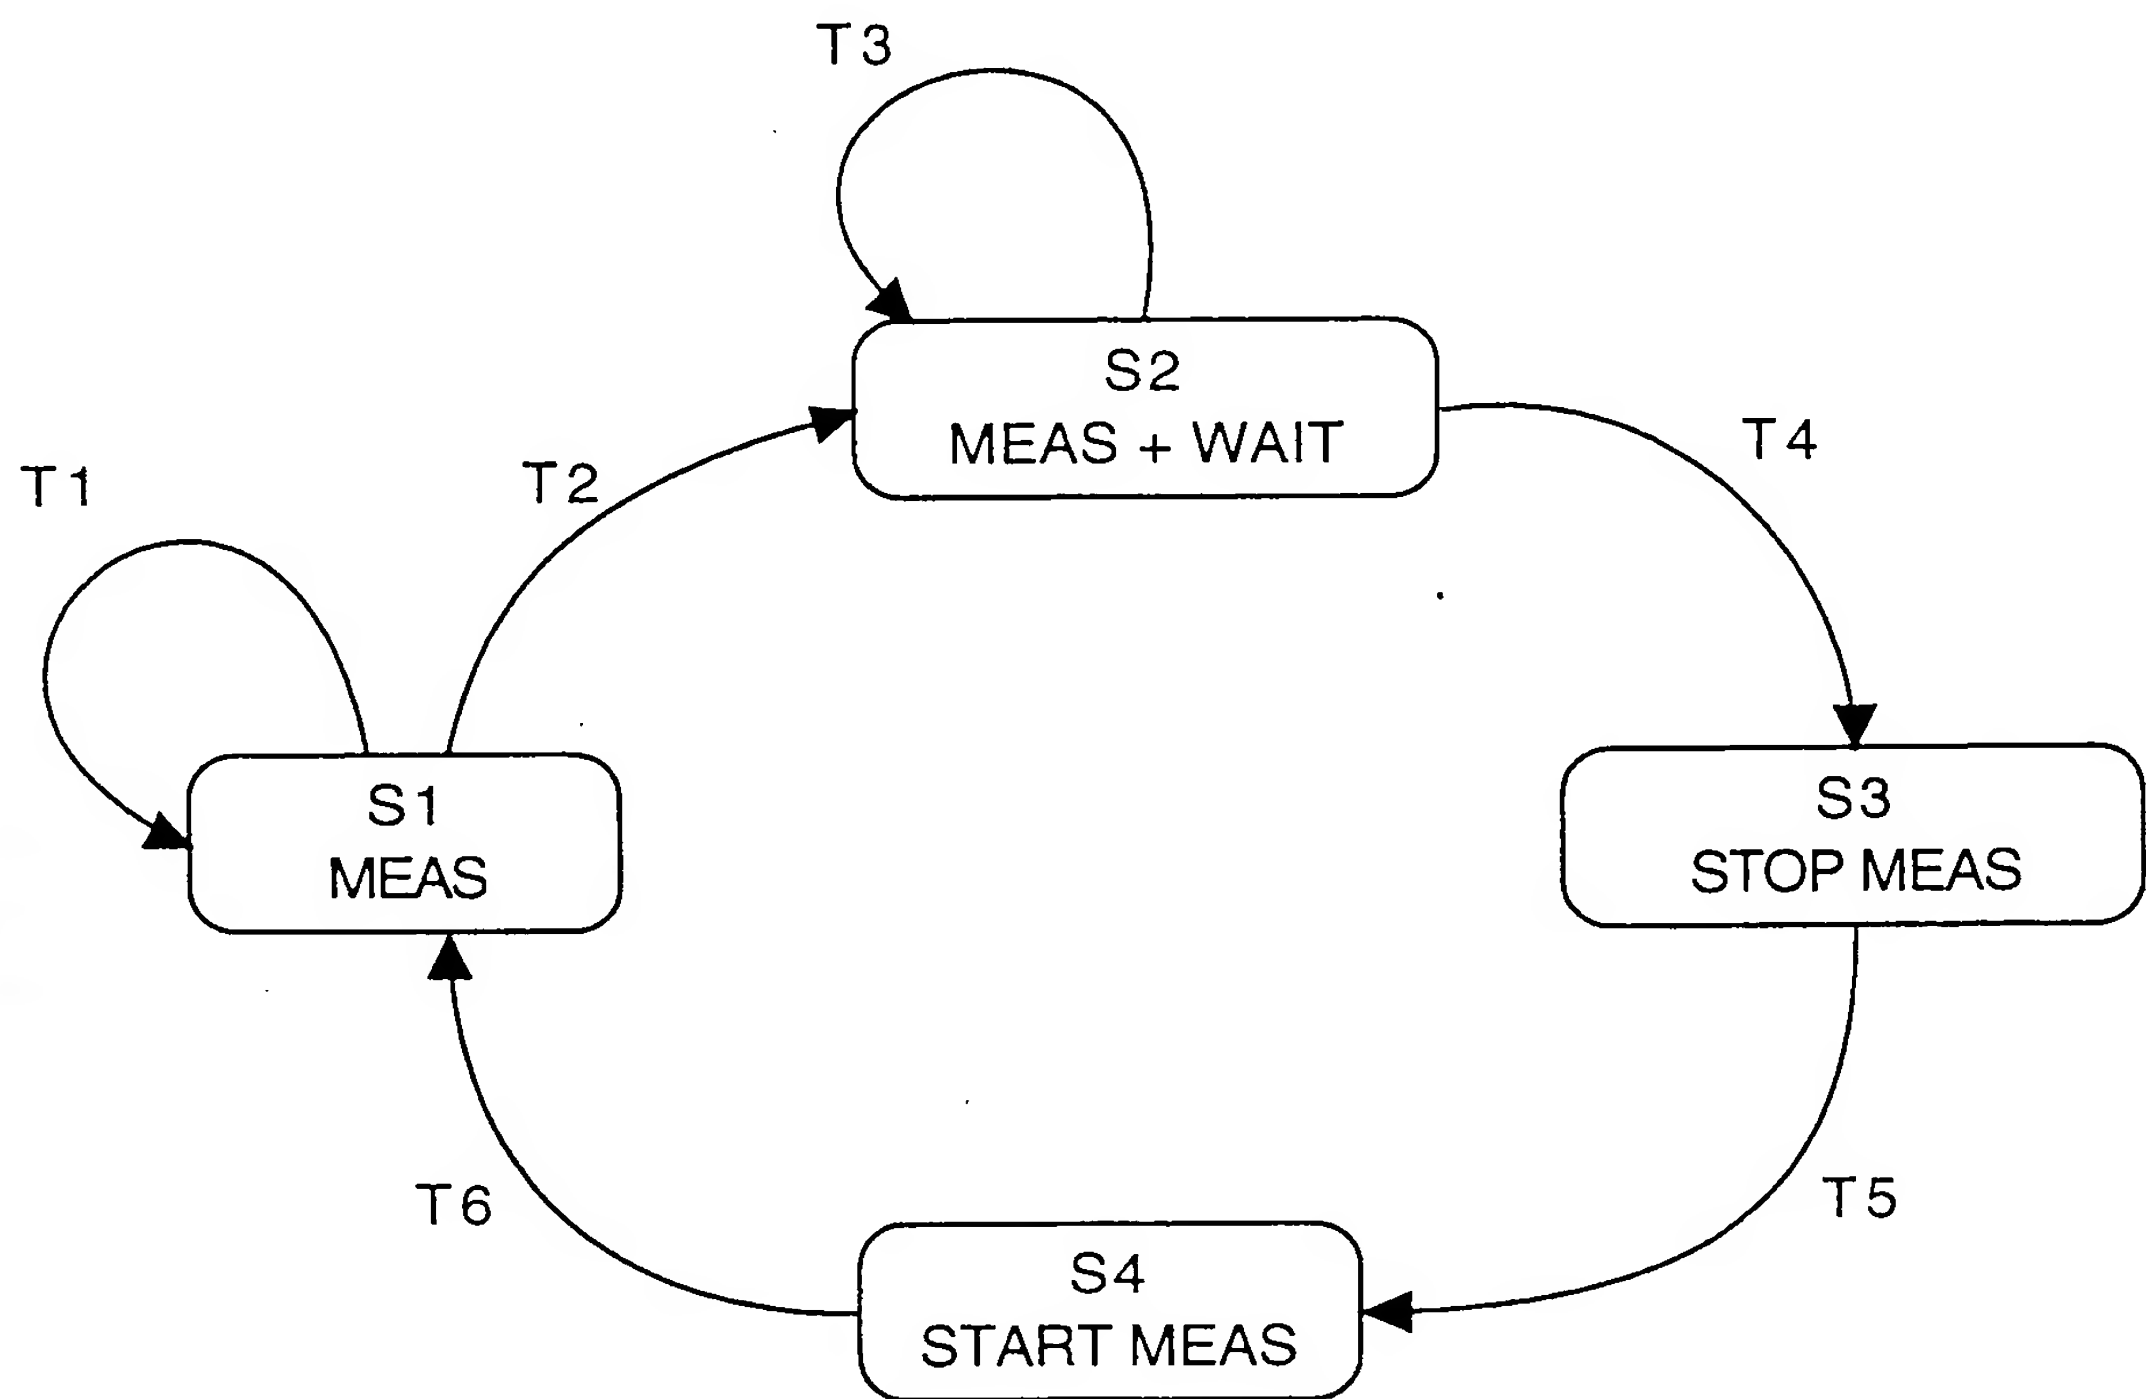 T3
S2
MEAS + WAIT
T4
T1
T2
S1
MEAS
S3
STOP MEAS
T6
T5
S4
START MEAS